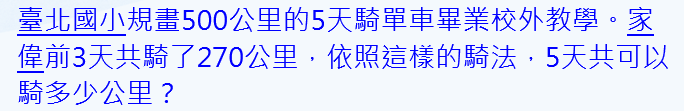 臺北國小規畫500公里的5天騎單車畢業校外教學。家
偉前3天共騎了270公里，依照這樣的騎法，5天共可以
騎多少公里？